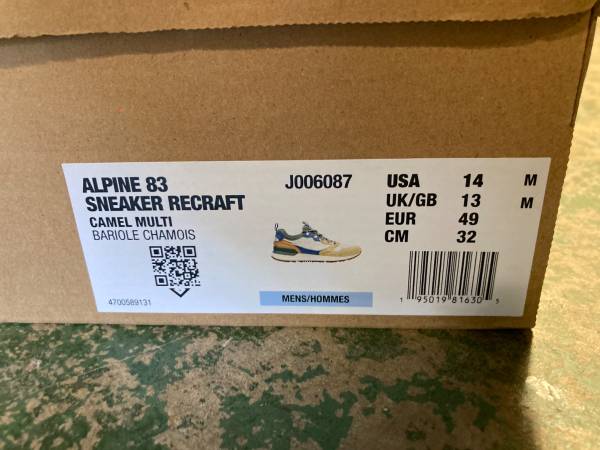 ALPINE 83
SNEAKER RECRAFT
CAMEL MULTI
BARIOLE CHAMOIS
4700589131
J006087
MENS/HOMMES
USA 14 M
UK/GB 13 M
EUR 49
CM 32
1 95019 81630 5